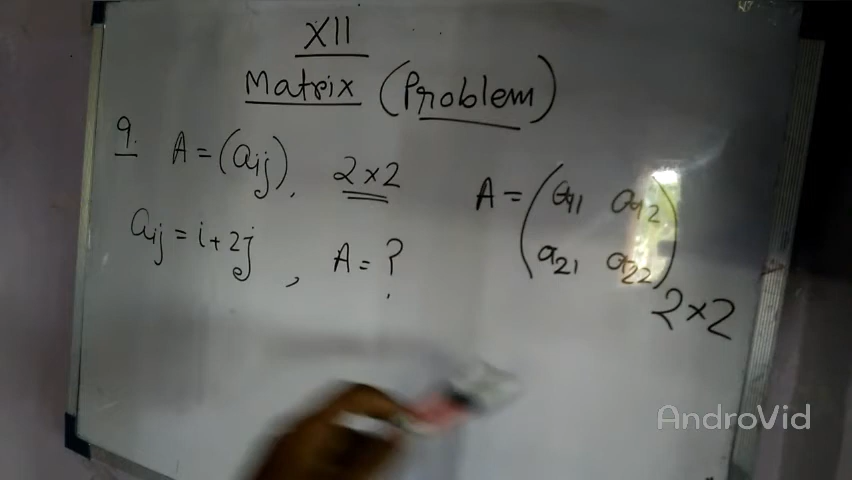 XII
Matrix (Problem)
9. A = (aij), 2×2
aij = i+2j, A = ?
A = (a11 a12
a21 a22) 2×2
AndroVid